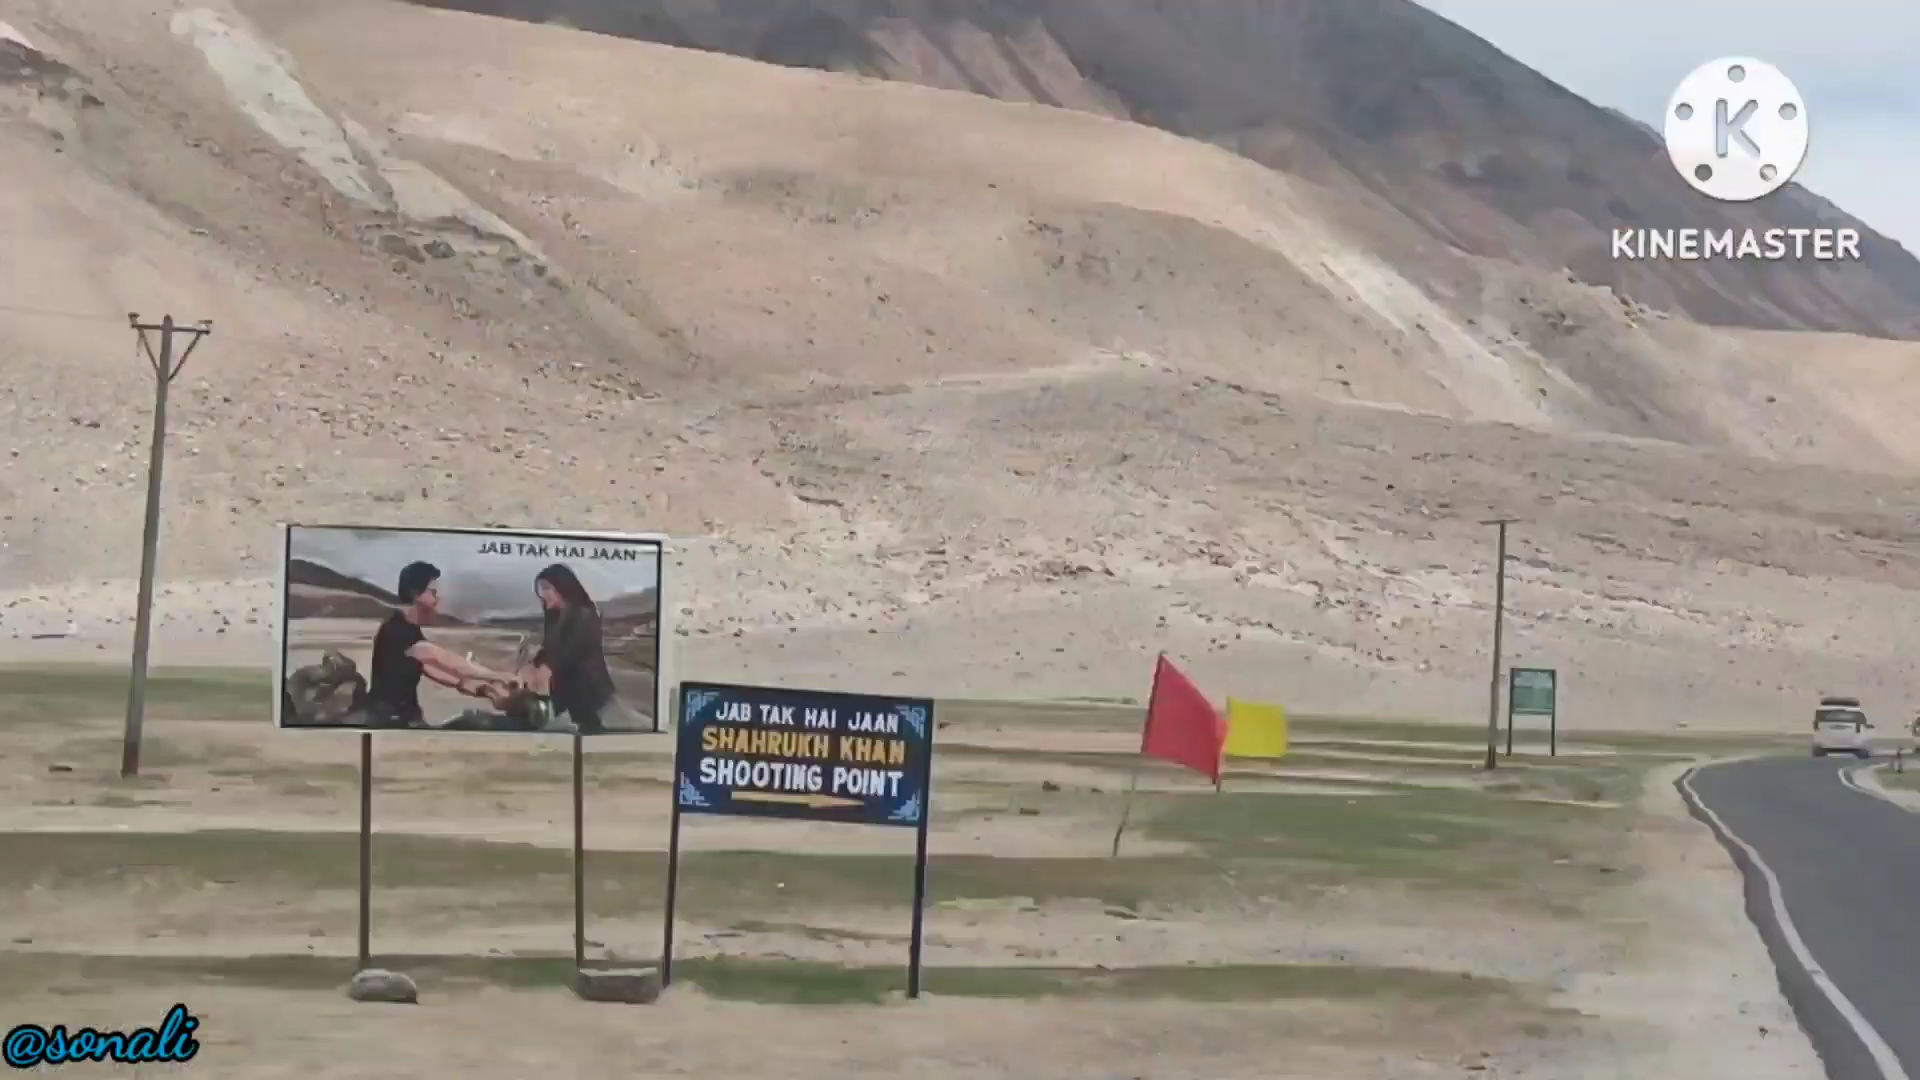 K
KINEMASTER
JAB TAK HAI JAAN
JAB TAK HAI JAAN
SHAHRUKH KHAN
SHOOTING POINT
@sonali